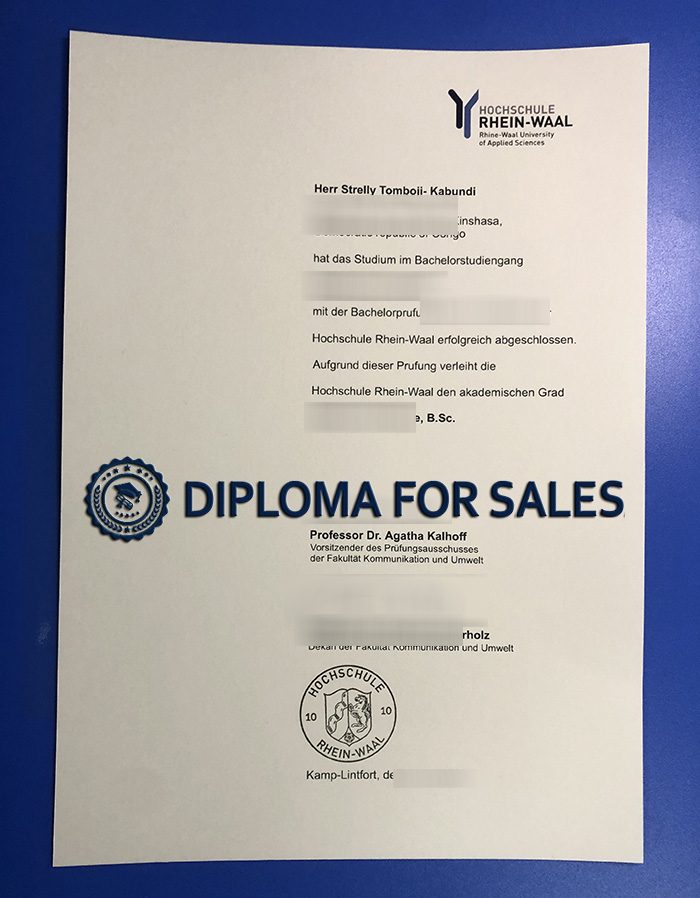 HOCHSCHULE
RHEIN-WAAL
Rhine-Waal University
of Applied Sciences
Herr Strelly Tomboii- Kabundi
Kinshasa,
Democratic republic of Congo
hat das Studium im Bachelorstudiengang
mit der Bachelorprufu
Hochschule Rhein-Waal erfolgreich abgeschlossen.
Aufgrund dieser Prufung verleiht die
Hochschule Rhein-Waal den akademischen Grad
e, B.Sc.
DIPLOMA FOR SALES
Professor Dr. Agatha Kalhoff
Vorsitzender des Prüfungsausschusses
der Fakultät Kommunikation und Umwelt
rholz
Dekan der Fakultät Kommunikation und Umwelt
HOCHSCHULE
10 10
RHEIN-WAAL
Kamp-Lintfort, de